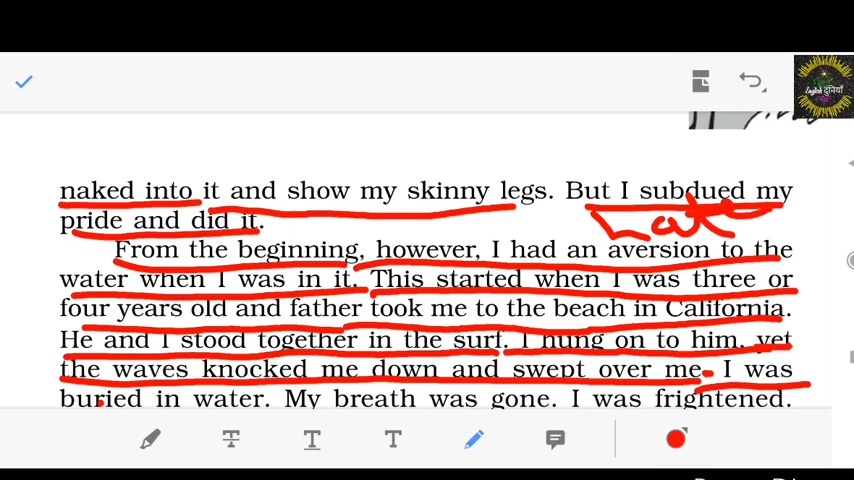 English दुनियाँ
naked into it and show my skinny legs. But I subdued my
pride and did it.
Hate
From the beginning, however, I had an aversion to the
water when I was in it. This started when I was three or
four years old and father took me to the beach in California.
He and I stood together in the surf. I hung on to him, yet
the waves knocked me down and swept over me. I was
buried in water. My breath was gone. I was frightened.